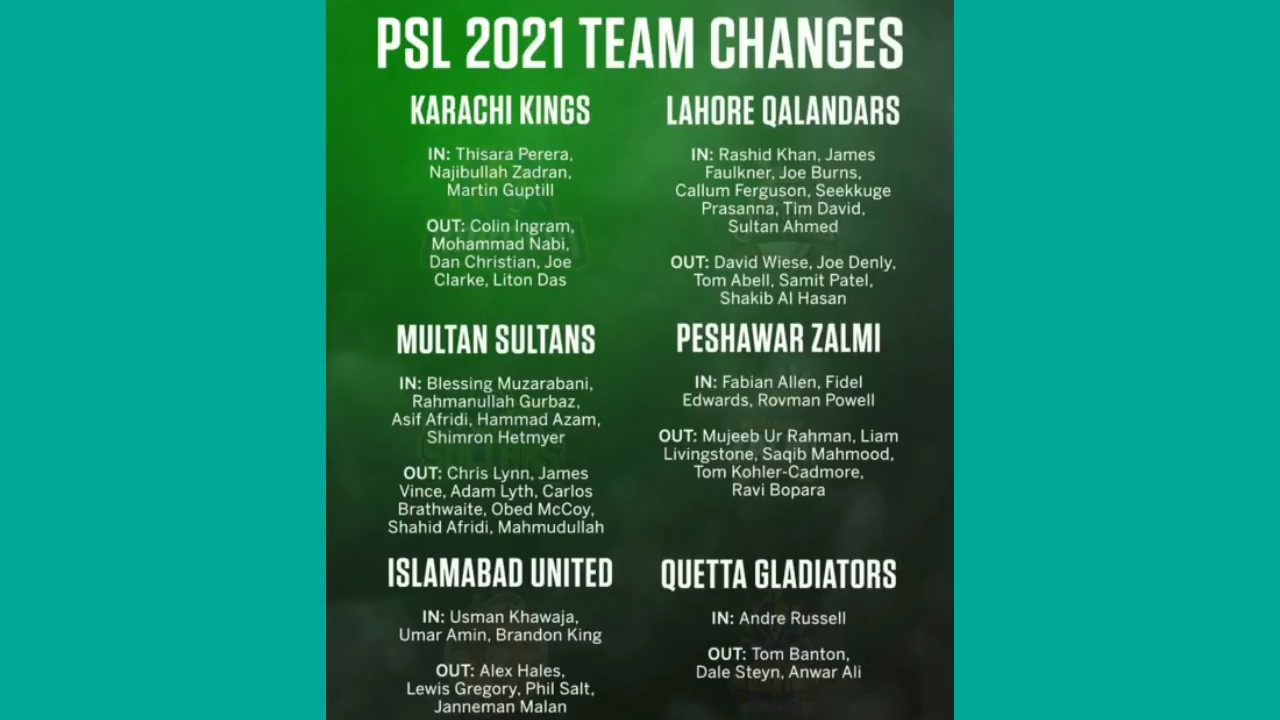 PSL 2021 TEAM CHANGES
KARACHI KINGS
IN: Thisara Perera,
Najibullah Zadran,
Martin Guptill
OUT: Colin Ingram,
Mohammad Nabi,
Dan Christian, Joe
Clarke, Liton Das
LAHORE QALANDARS
IN: Rashid Khan, James
Faulkner, Joe Burns,
Callum Ferguson, Seekkuge
Prasanna, Tim David,
Sultan Ahmed
OUT: David Wiese, Joe Denly,
Tom Abell, Samit Patel,
Shakib Al Hasan
MULTAN SULTANS
IN: Blessing Muzarabani,
Rahmanullah Gurbaz,
Asif Afridi, Hammad Azam,
Shimron Hetmyer
OUT: Chris Lynn, James
Vince, Adam Lyth, Carlos
Brathwaite, Obed McCoy,
Shahid Afridi, Mahmudullah
PESHAWAR ZALMI
IN: Fabian Allen, Fidel
Edwards, Rovman Powell
OUT: Mujeeb Ur Rahman, Liam
Livingstone, Saqib Mahmood,
Tom Kohler-Cadmore,
Ravi Bopara
ISLAMABAD UNITED
IN: Usman Khawaja,
Umar Amin, Brandon King
OUT: Alex Hales,
Lewis Gregory, Phil Salt,
Janneman Malan
QUETTA GLADIATORS
IN: Andre Russell
OUT: Tom Banton,
Dale Steyn, Anwar Ali